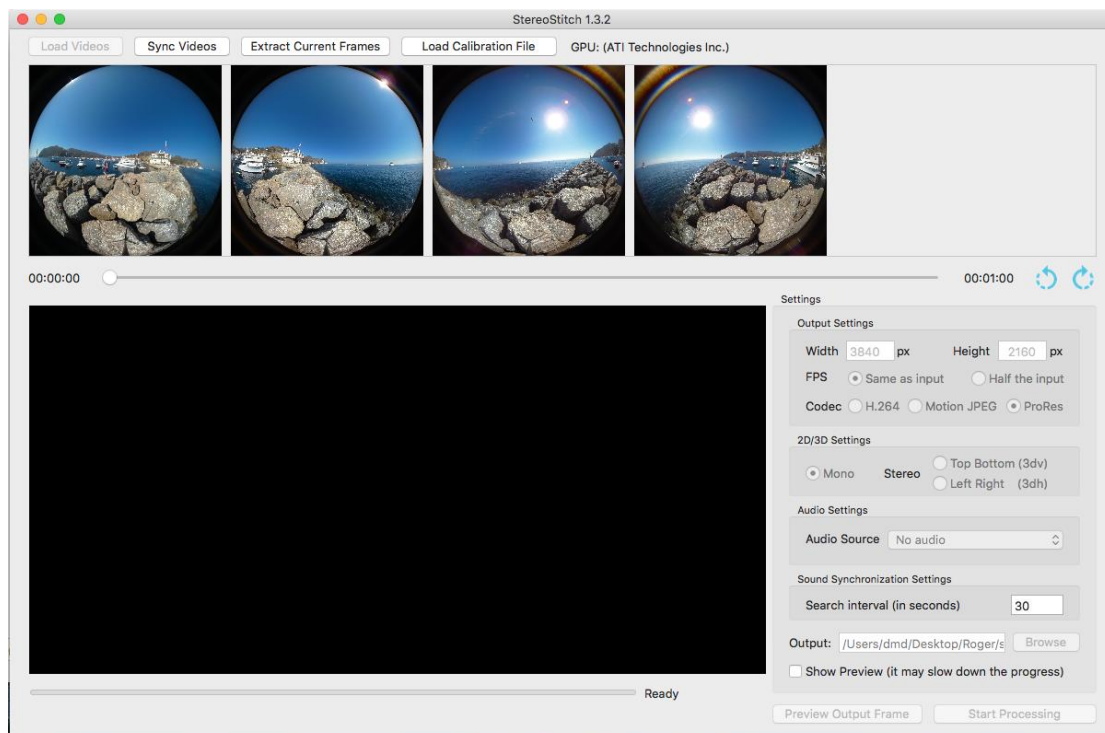 StereoStitch 1.3.2
Load Videos Sync Videos Extract Current Frames Load Calibration File GPU: (ATI Technologies Inc.)
00:00:00 00:01:00
Settings
Output Settings
Width 3840 px Height 2160 px
FPS Same as input Half the input
Codec H.264 Motion JPEG ProRes
2D/3D Settings
Mono Stereo Top Bottom (3dv)
Left Right (3dh)
Audio Settings
Audio Source No audio
Sound Synchronization Settings
Search interval (in seconds) 30
Output: /Users/dmd/Desktop/Roger/s Browse
Show Preview (it may slow down the progress)
Ready
Preview Output Frame Start Processing